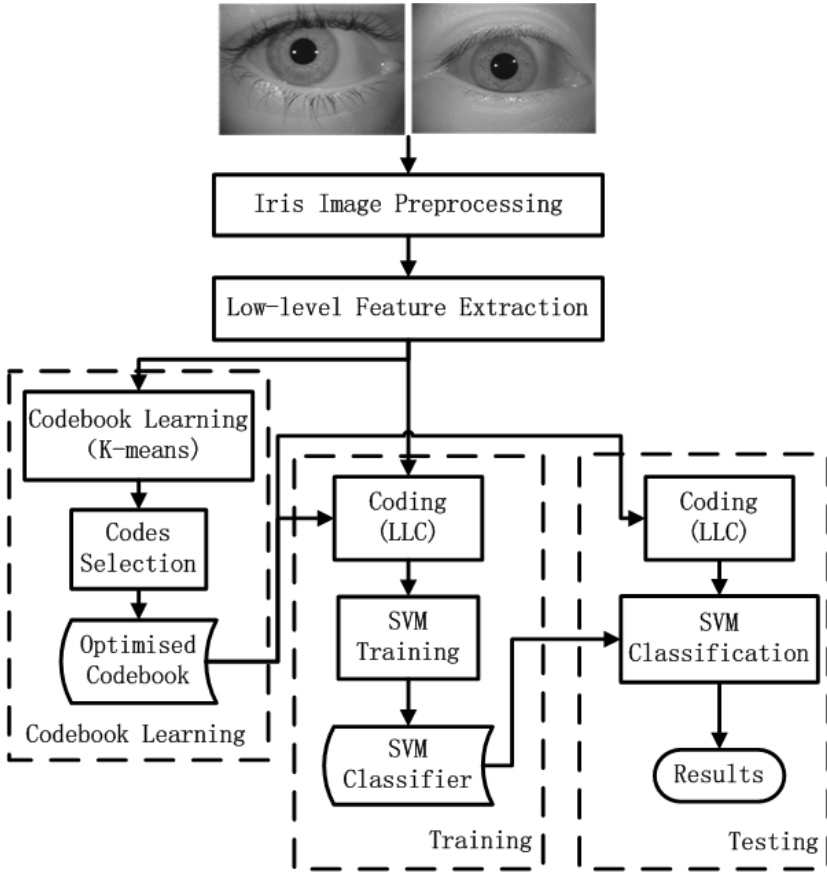 Iris Image Preprocessing
Low-level Feature Extraction
Codebook Learning
(K-means)
Codes
Selection
Optimised
Codebook
Codebook Learning
Coding
(LLC)
SVM
Training
SVM
Classifier
Training
Coding
(LLC)
SVM
Classification
Results
Testing